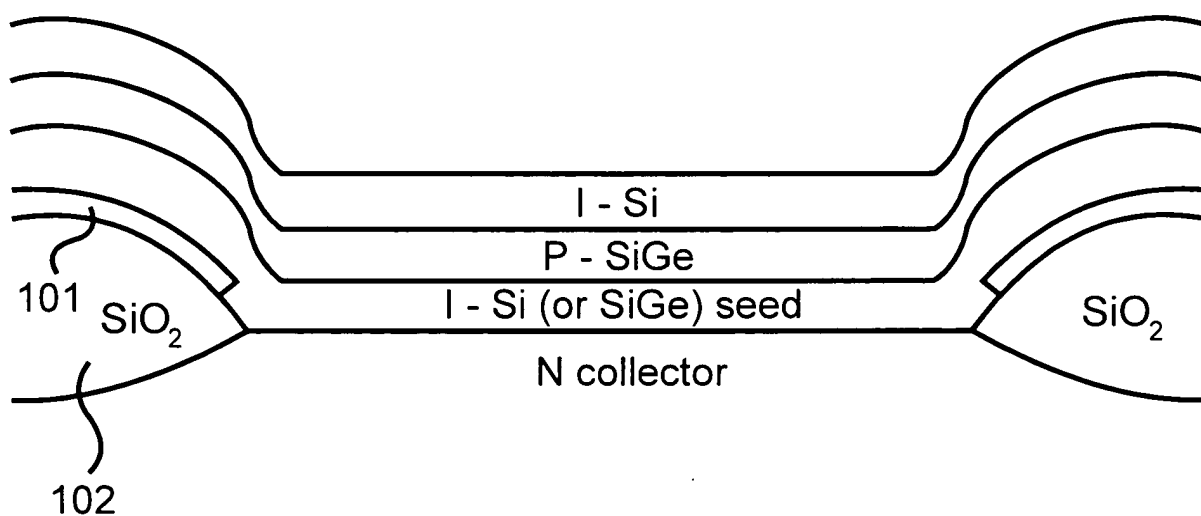 I - Si
P - SiGe
I - Si (or SiGe) seed
101
SiO₂
SiO₂
N collector
102